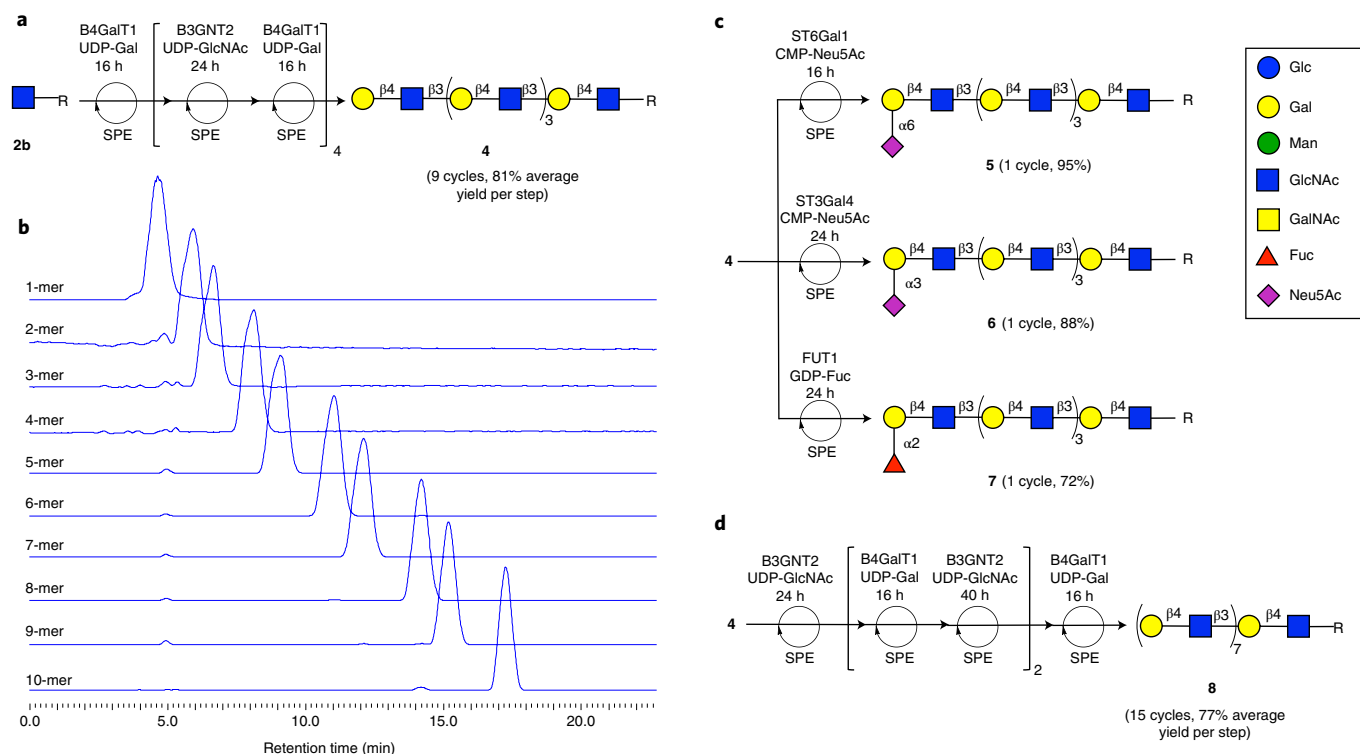 a
B4GalT1
UDP-Gal
16 h
SPE
B3GNT2
UDP-GlcNAc
24 h
SPE
B4GalT1
UDP-Gal
16 h
SPE
4
R
2b
β4
β3
β4
β3
β4
R
3
4
(9 cycles, 81% average
yield per step)
b
1-mer
2-mer
3-mer
4-mer
5-mer
6-mer
7-mer
8-mer
9-mer
10-mer
0.0 5.0 10.0 15.0 20.0
Retention time (min)
c
4
ST6Gal1
CMP-Neu5Ac
16 h
SPE
β4 β3 β4 β3 β4 R
α6
3
5 (1 cycle, 95%)
ST3Gal4
CMP-Neu5Ac
24 h
SPE
β4 β3 β4 β3 β4 R
α3
3
6 (1 cycle, 88%)
FUT1
GDP-Fuc
24 h
SPE
β4 β3 β4 β3 β4 R
α2
3
7 (1 cycle, 72%)
Glc
Gal
Man
GlcNAc
GalNAc
Fuc
Neu5Ac
d
4
B3GNT2
UDP-GlcNAc
24 h
SPE
B4GalT1
UDP-Gal
16 h
SPE
B3GNT2
UDP-GlcNAc
40 h
SPE
2
B4GalT1
UDP-Gal
16 h
SPE
β4 β3 β4 R
7
8
(15 cycles, 77% average
yield per step)